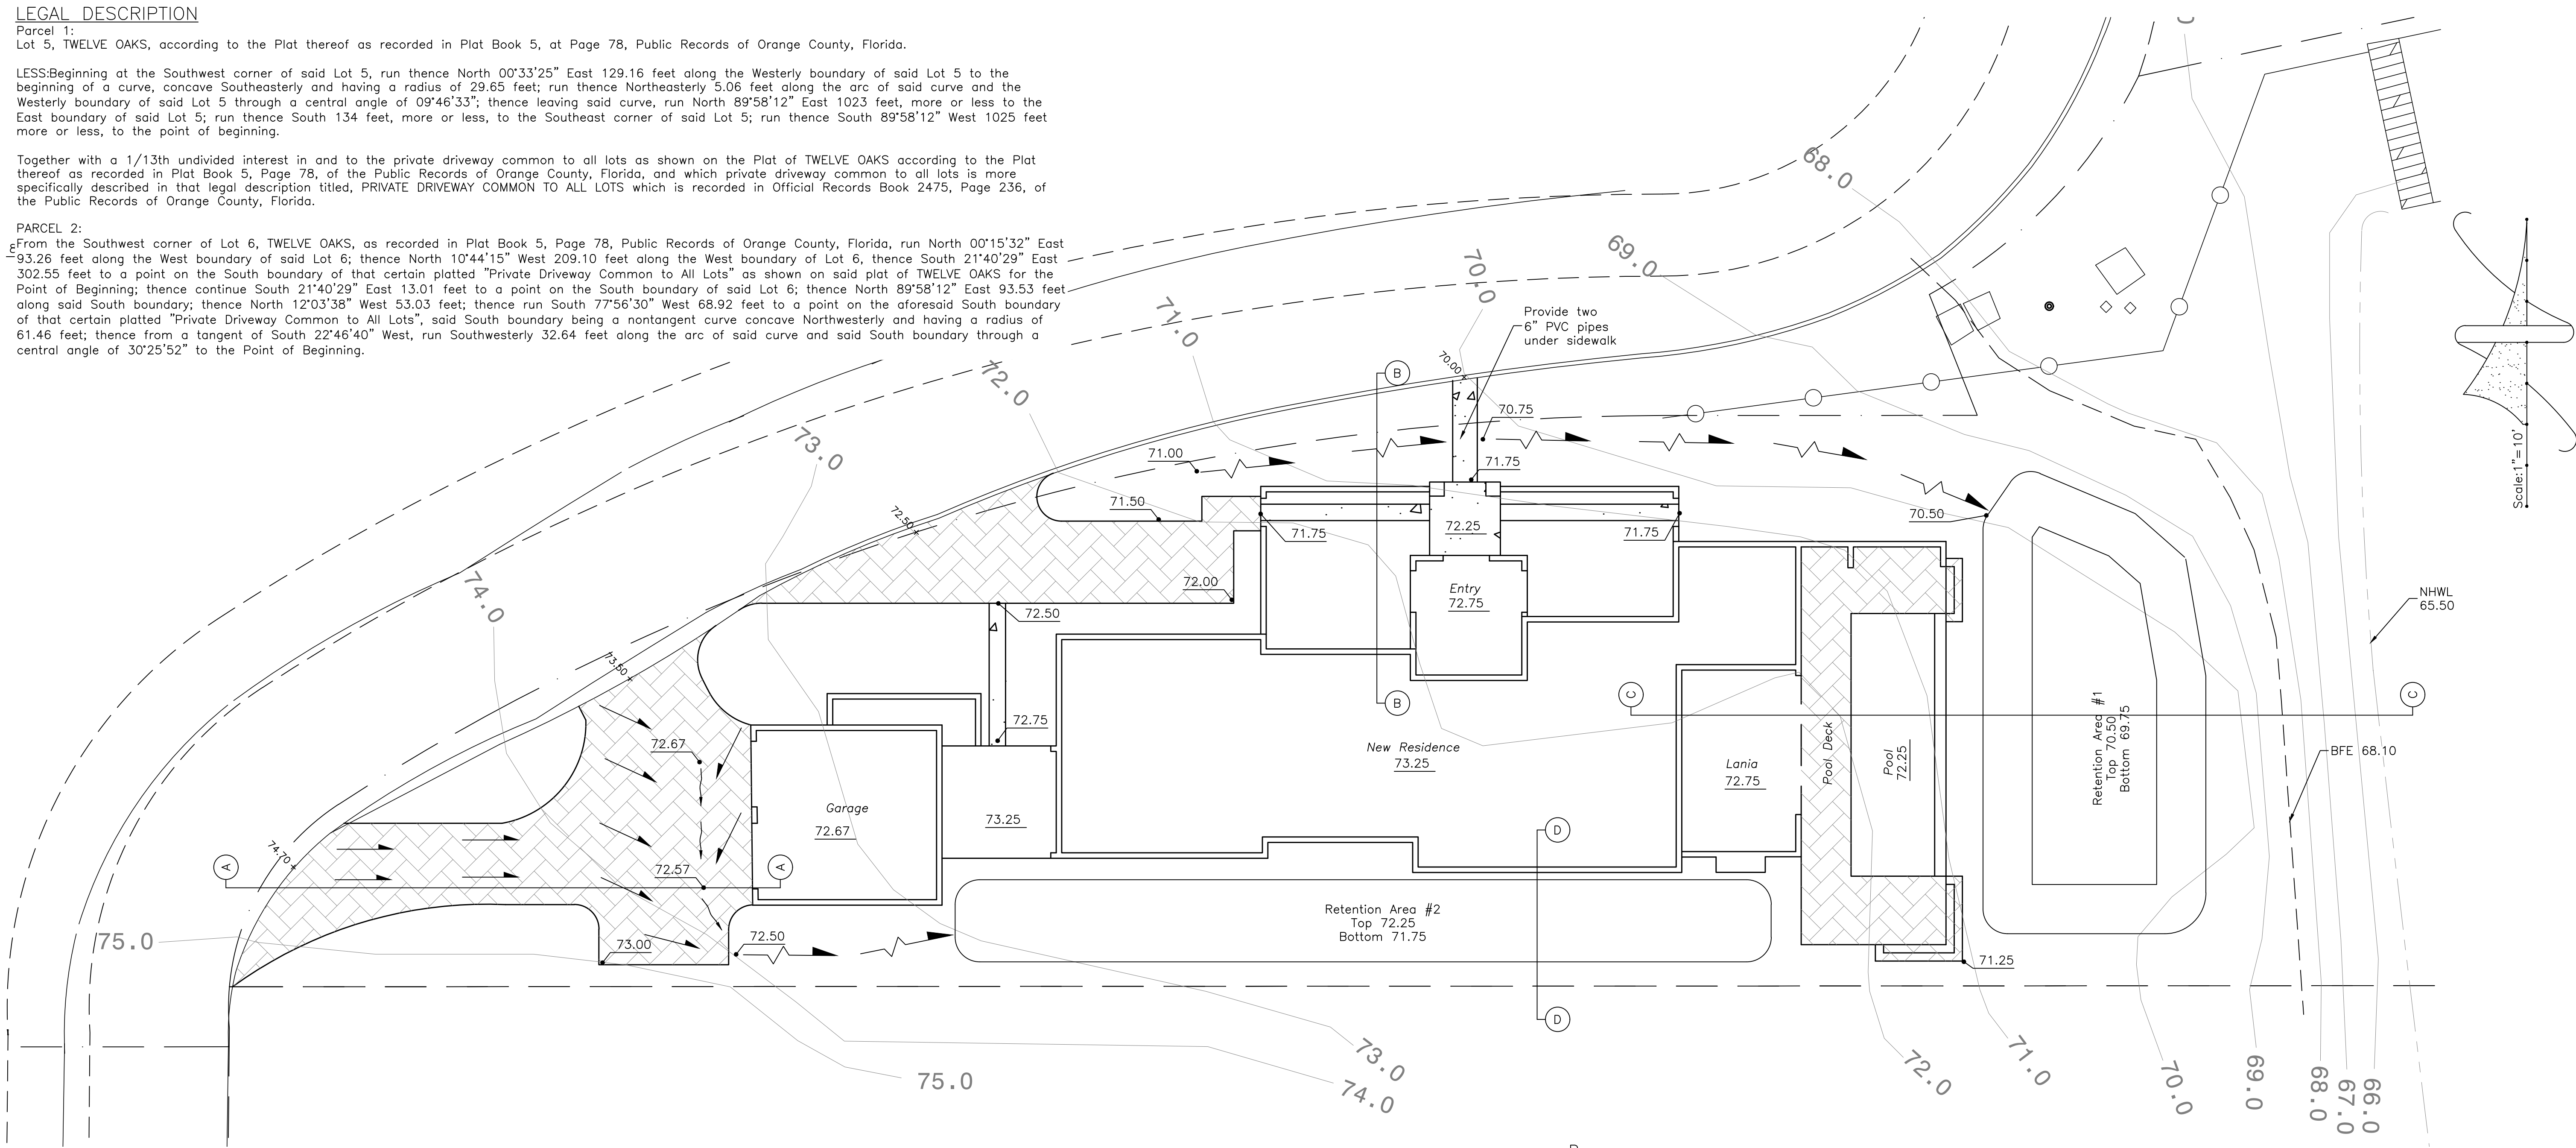 LEGAL DESCRIPTION
Parcel 1:
Lot 5, TWELVE OAKS, according to the Plat thereof as recorded in Plat Book 5, at Page 78, Public Records of Orange County, Florida.
LESS:Beginning at the Southwest corner of said Lot 5, run thence North 00°33'25" East 129.16 feet along the Westerly boundary of said Lot 5 to the
beginning of a curve, concave Southeasterly and having a radius of 29.65 feet; run thence Northeasterly 5.06 feet along the arc of said curve and the
Westerly boundary of said Lot 5 through a central angle of 09°46'33"; thence leaving said curve, run North 89°58'12" East 1023 feet, more or less to the
East boundary of said Lot 5; run thence South 134 feet, more or less, to the Southeast corner of said Lot 5; run thence South 89°58'12" West 1025 feet
more or less, to the point of beginning.
Together with a 1/13th undivided interest in and to the private driveway common to all lots as shown on the Plat of TWELVE OAKS according to the Plat
thereof as recorded in Plat Book 5, Page 78, of the Public Records of Orange County, Florida, and which private driveway common to all lots is more
specifically described in that legal description titled, PRIVATE DRIVEWAY COMMON TO ALL LOTS which is recorded in Official Records Book 2475, Page 236, of
the Public Records of Orange County, Florida.
PARCEL 2:
From the Southwest corner of Lot 6, TWELVE OAKS, as recorded in Plat Book 5, Page 78, Public Records of Orange County, Florida, run North 00°15'32" East
93.26 feet along the West boundary of said Lot 6; thence North 10°44'15" West 209.10 feet along the West boundary of Lot 6, thence South 21°40'29" East
302.55 feet to a point on the South boundary of that certain platted "Private Driveway Common to All Lots" as shown on said plat of TWELVE OAKS for the
Point of Beginning; thence continue South 21°40'29" East 13.01 feet to a point on the South boundary of said Lot 6; thence North 89°58'12" East 93.53 feet
along said South boundary; thence North 12°03'38" West 53.03 feet; thence run South 77°56'30" West 68.92 feet to a point on the aforesaid South boundary
of that certain platted "Private Driveway Common to All Lots", said South boundary being a nontangent curve concave Northwesterly and having a radius of
61.46 feet; thence from a tangent of South 22°46'40" West, run Southwesterly 32.64 feet along the arc of said curve and said South boundary through a
central angle of 30°25'52" to the Point of Beginning.
68.0
69.0
70.0
71.0
72.0
73.0
74.0
75.0
Provide two
6" PVC pipes
under sidewalk
70.00
70.75
71.00
71.75
71.50
72.50
72.25
71.75
71.75
70.50
72.00
72.50
Entry
72.75
73.50
72.75
72.67
New Residence
73.25
Garage
72.67
73.25
Lania
72.75
Pool Deck
Pool
72.25
Retention Area #1
Top 70.50
Bottom 69.75
NHWL
65.50
BFE 68.10
Scale:1"=10'
74.70
72.57
73.00
72.50
Retention Area #2
Top 72.25
Bottom 71.75
71.25
A
A
B
B
C
C
D
D
75.0
74.0
73.0
72.0
71.0
70.0
69.0
68.0
67.0
66.0